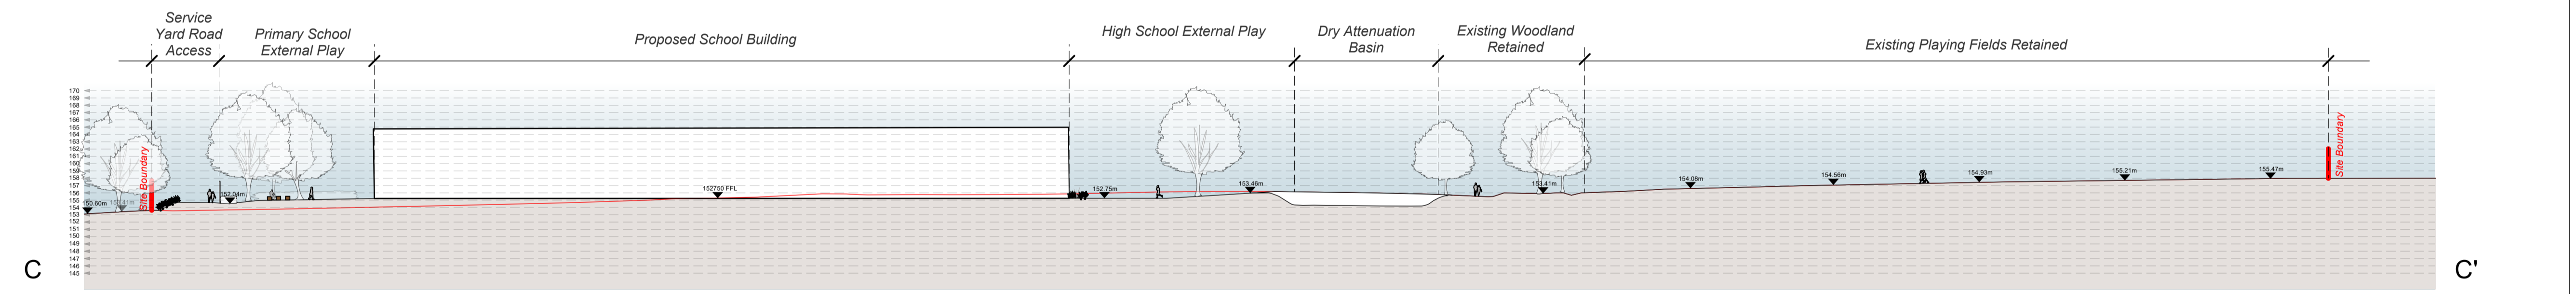 Service
Yard Road
Access
Primary School
External Play
Proposed School Building
High School External Play
Dry Attenuation
Basin
Existing Woodland
Retained
Existing Playing Fields Retained
170
169
168
167
166
165
164
163
162
161
160
159
158
157
156
155
154
153
152
151
150
149
148
147
146
145
Site Boundary
150.60m
151.41m
152.04m
152750 FFL
152.75m
153.46m
153.41m
154.08m
154.56m
154.93m
155.21m
155.47m
Site Boundary
C
C'